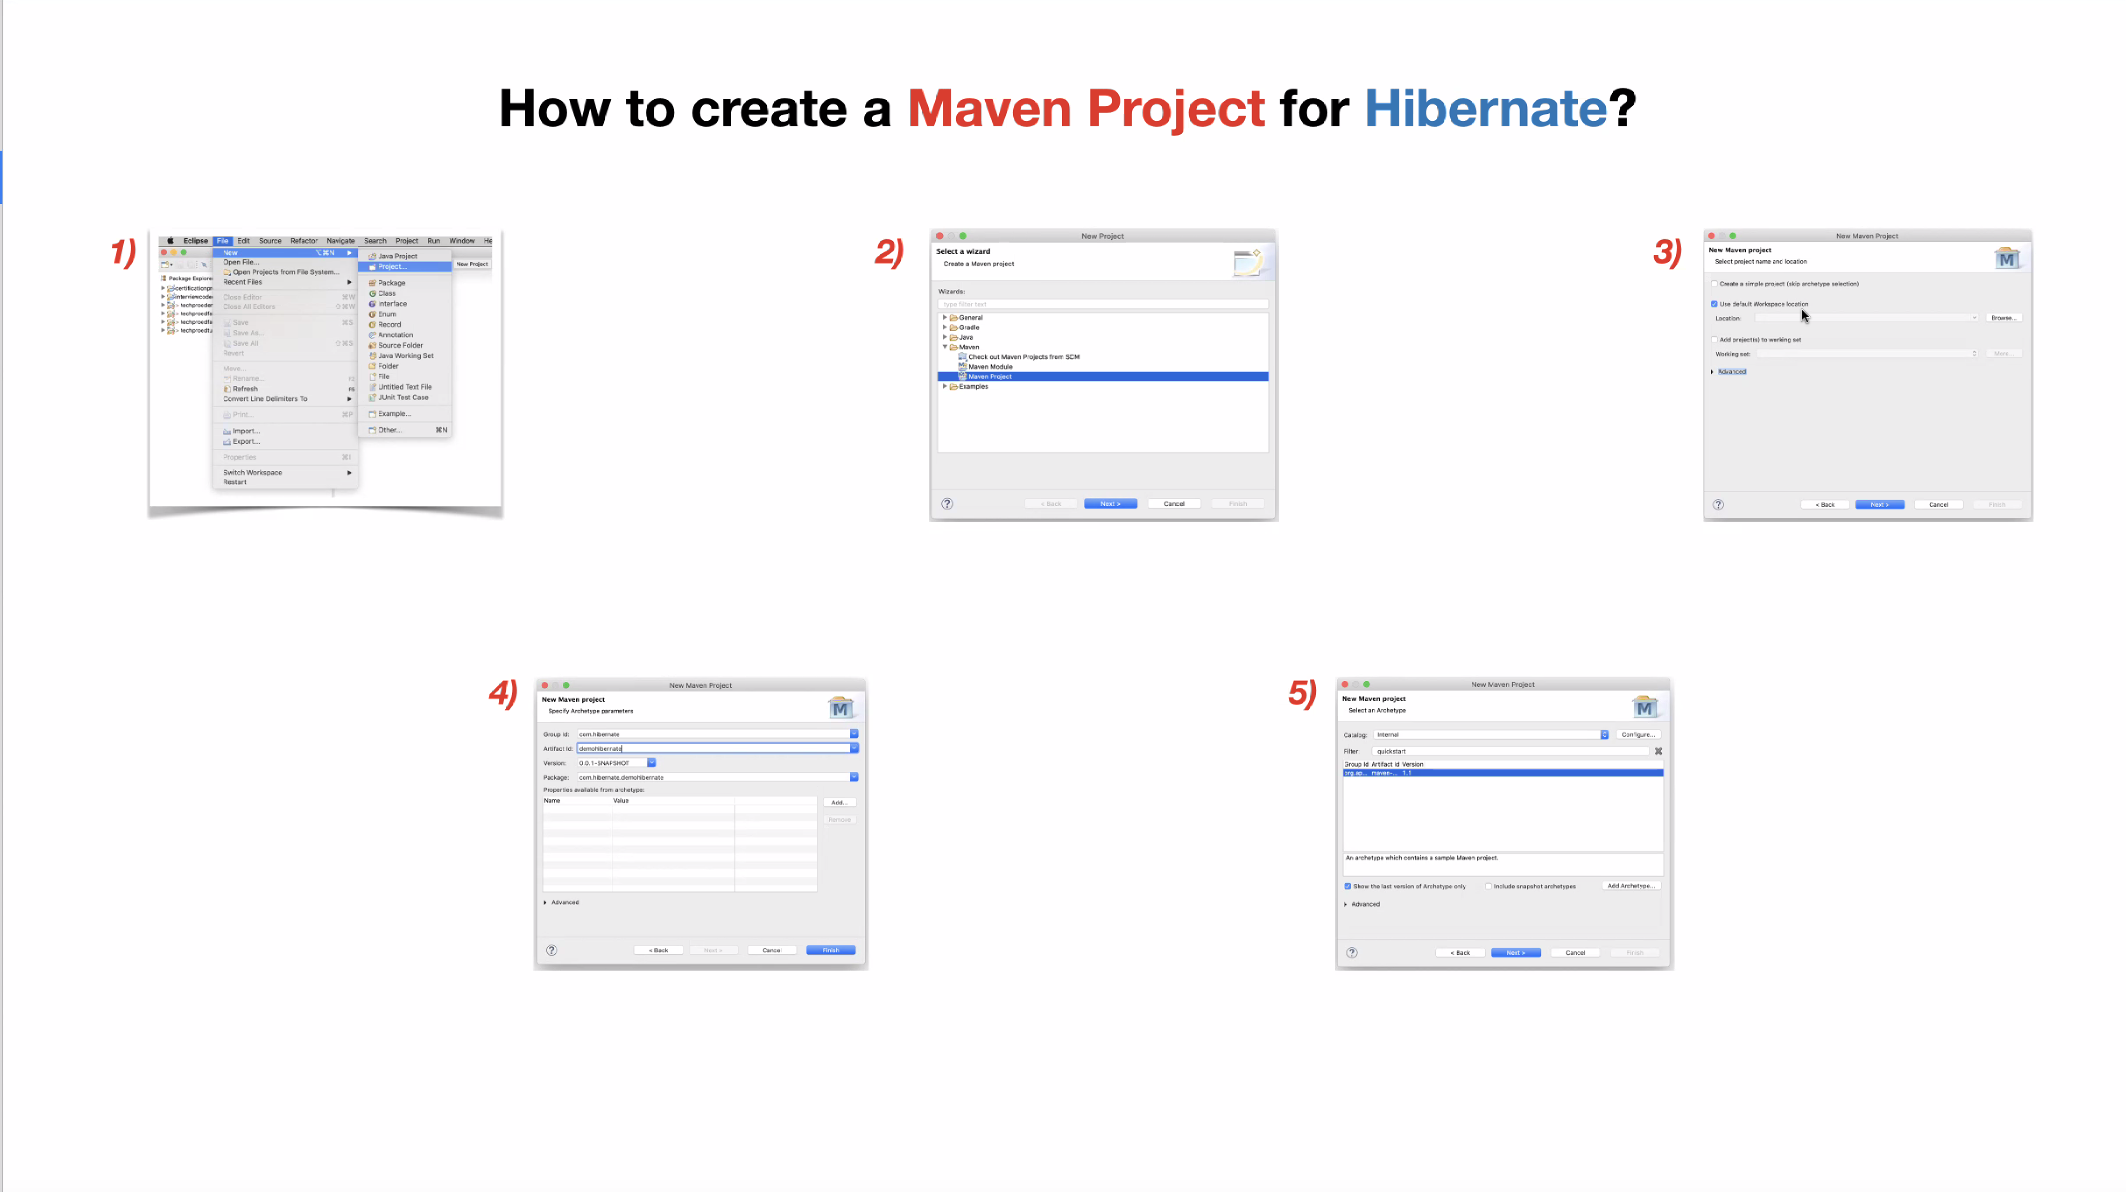 How to create a Maven Project for Hibernate?
1)
Eclipse File Edit Source Refactor Navigate Search Project Run Window He
New ⌥⌘N
Open File...
Open Projects from File System...
Recent Files
Close Editor ⌘W
Close All Editors ⇧⌘W
Save ⌘S
Save As...
Save All ⇧⌘S
Revert
Move...
Rename... F2
Refresh F5
Convert Line Delimiters To
Print... ⌘P
Import...
Export...
Properties ⌘I
Switch Workspace
Restart
Java Project
Project...
Package
Class
Interface
Enum
Record
Annotation
Source Folder
Java Working Set
Folder
File
Untitled Text File
JUnit Test Case
Example...
Other... ⌘N
New Project
Package Explore
2)
New Project
Select a wizard
Create a Maven project
Wizards:
type filter text
General
Gradle
Java
Maven
Check out Maven Projects from SCM
Maven Module
Maven Project
Examples
? < Back Next > Cancel Finish
3)
New Maven Project
New Maven project
Select project name and location
M
Create a simple project (skip archetype selection)
Use default Workspace location
Location: Browse...
Add project(s) to working set
Working set: More...
Advanced
? < Back Next > Cancel Finish
4)
New Maven Project
New Maven project
Specify Archetype parameters
M
Group Id: com.hibernate
Artifact Id: demohibernate
Version: 0.0.1-SNAPSHOT
Package: com.hibernate.demohibernate
Properties available from archetype:
Name Value
Add...
Remove
Advanced
? < Back Next > Cancel Finish
5)
New Maven Project
New Maven project
Select an Archetype
M
Catalog: Internal Configure...
Filter: quickstart
Group Id Artifact Id Version
org.ap... maven-... 1.1
An archetype which contains a sample Maven project.
Show the last version of Archetype only Include snapshot archetypes Add Archetype...
Advanced
? < Back Next > Cancel Finish